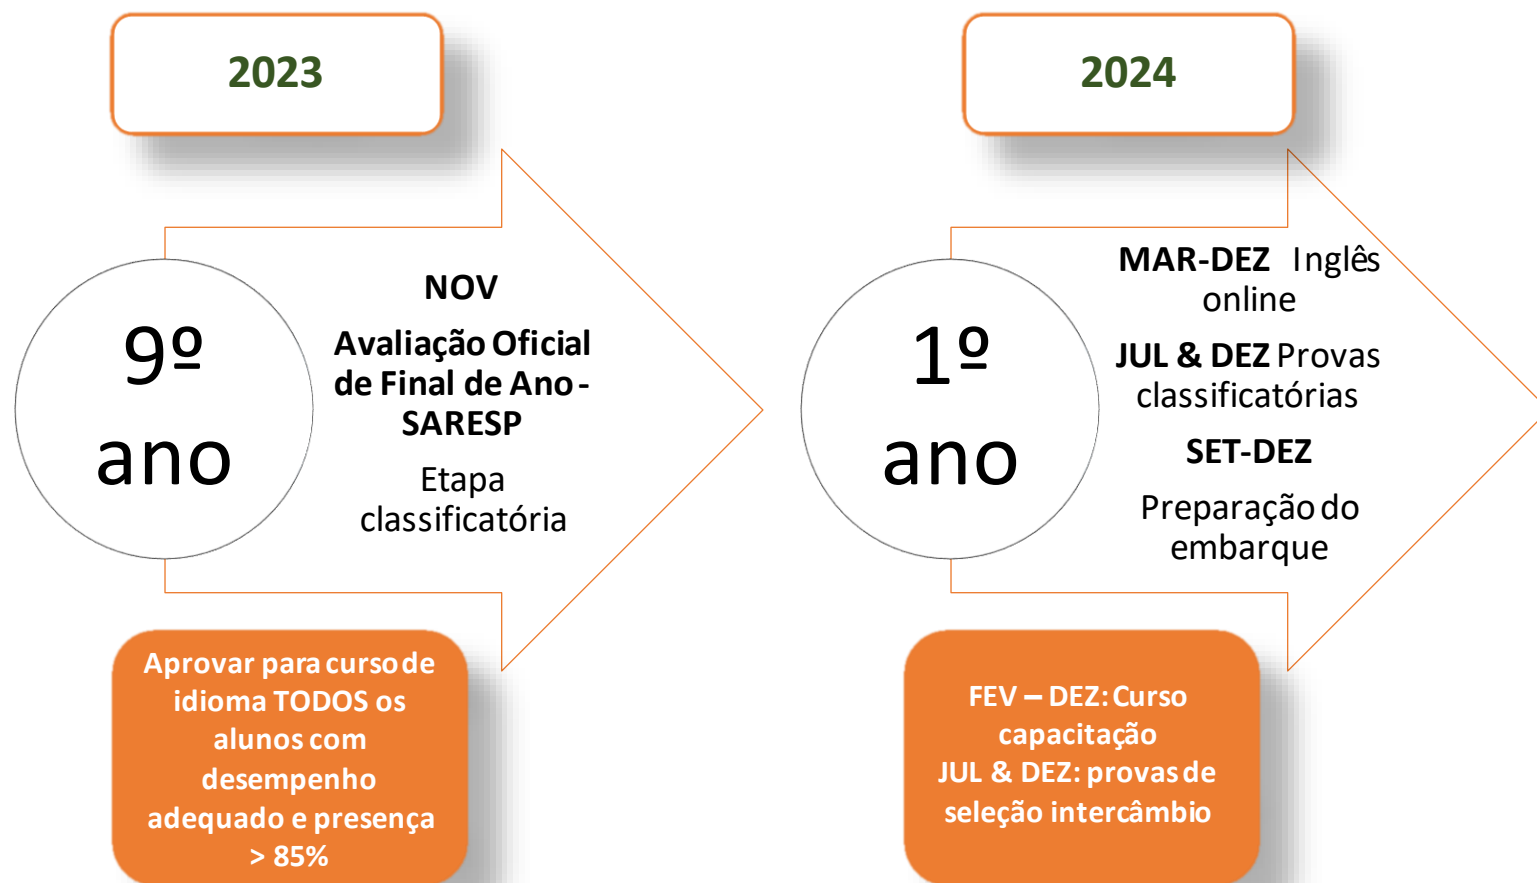 2023
9º
ano
NOV
Avaliação Oficial
de Final de Ano -
SARESP
Etapa
classificatória
Aprovar para curso de
idioma TODOS os
alunos com
desempenho
adequado e presença
> 85%
2024
1º
ano
MAR-DEZ Inglês
online
JUL & DEZ Provas
classificatórias
SET-DEZ
Preparação do
embarque
FEV – DEZ: Curso
capacitação
JUL & DEZ: provas de
seleção intercâmbio